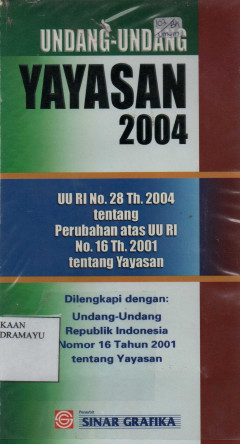 UNDANG-UNDANG
YAYASAN
2004
UU RI No. 28 Th. 2004
tentang
Perubahan atas UU RI
No. 16 Th. 2001
tentang Yayasan
Dilengkapi dengan:
Undang-Undang
Republik Indonesia
Nomor 16 Tahun 2001
tentang Yayasan
KAAN
DRAMAYU
Penerbit
SINAR GRAFIKA